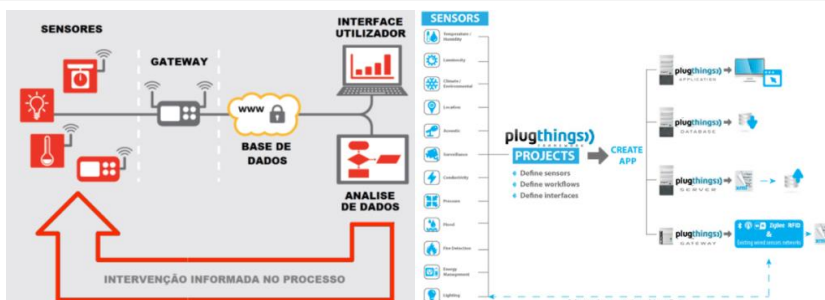 SENSORES
GATEWAY
INTERFACE
UTILIZADOR
www
BASE DE
DADOS
ANALISE
DE DADOS
INTERVENÇÃO INFORMADA NO PROCESSO
SENSORS
Temperature /
Humidity
Luminosity
Climate /
Environmental
Location
Acoustic
Surveillance
Conductivity
Pressure
Flood
Fire Detection
Energy
Management
Lighting
plugthings
FRAMEWORK
PROJECTS
Define sensors
Define workflows
Define interfaces
CREATE
APP
plugthings
APPLICATION
plugthings
DATABASE
plugthings
SERVER
plugthings
GATEWAY
ZigBee RFID
&
Existing wired sensors networks